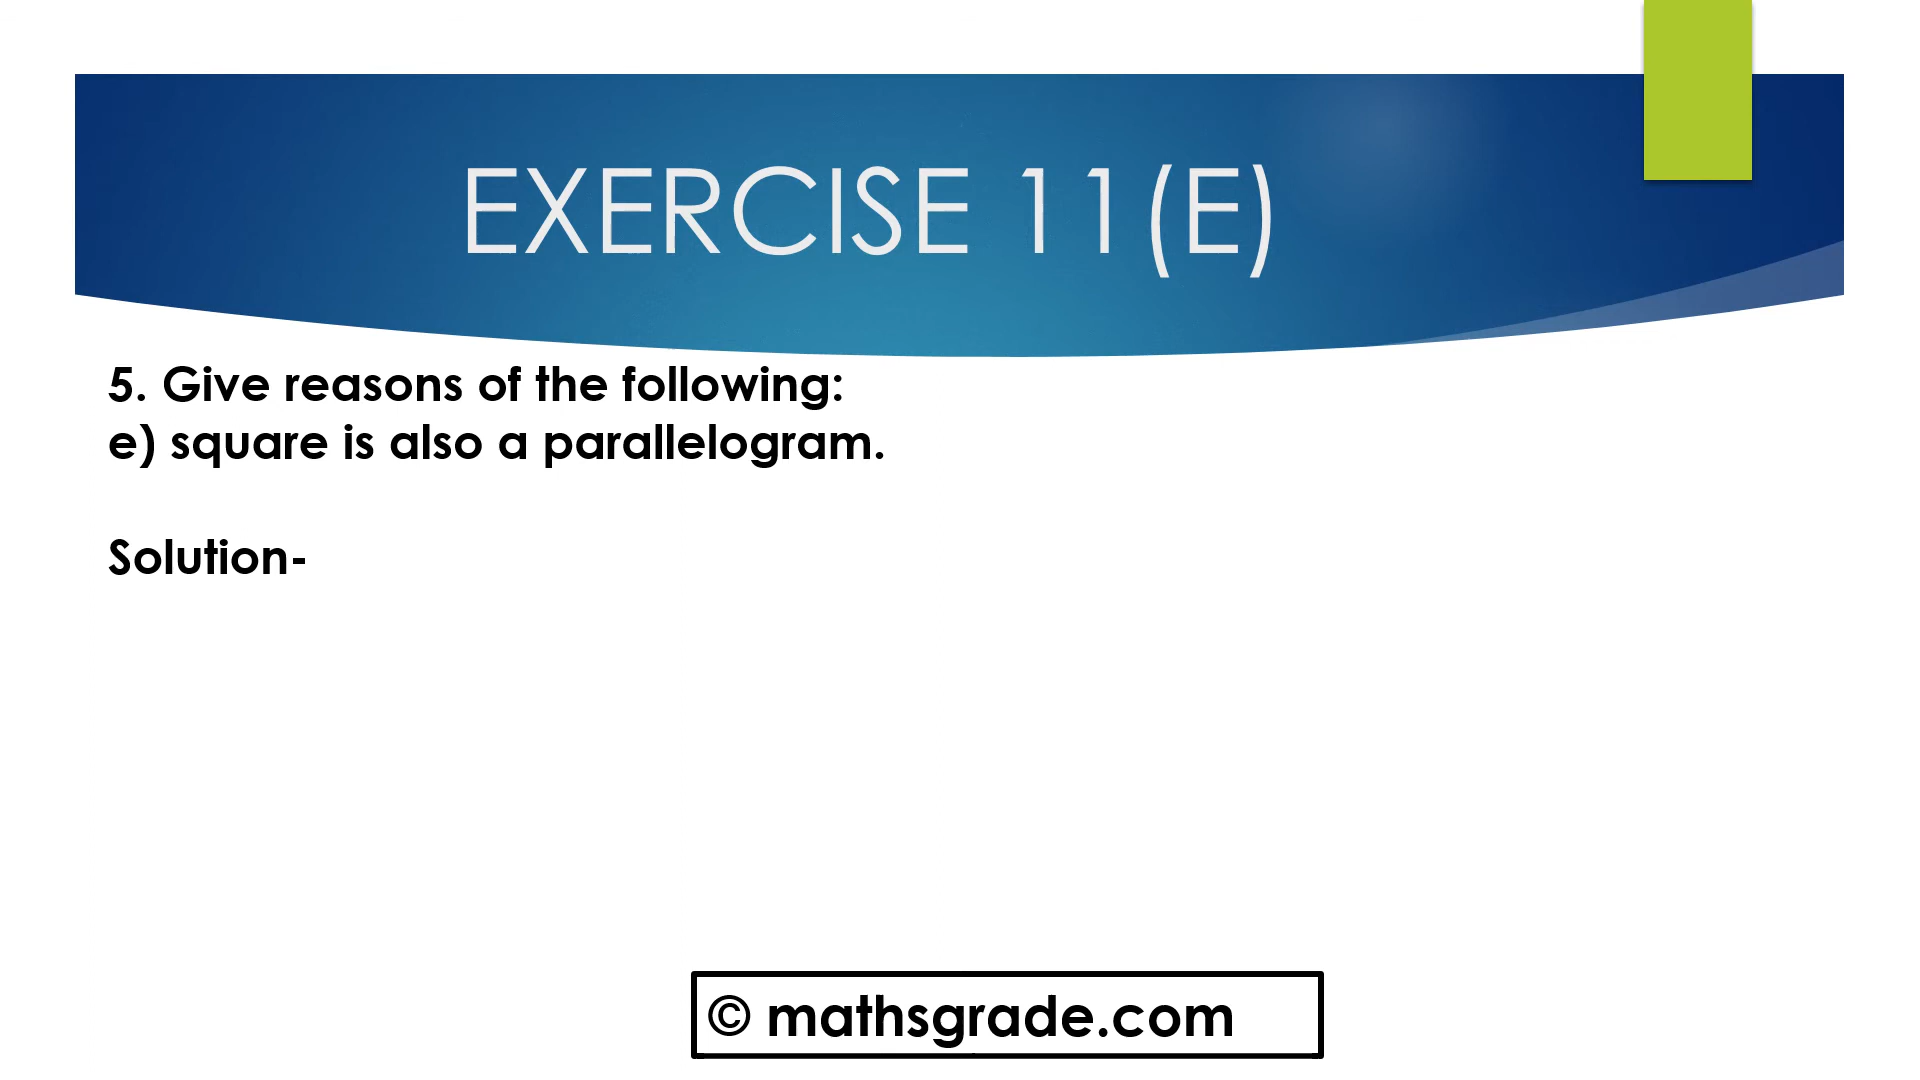 EXERCISE 11(E)
5. Give reasons of the following:
e) square is also a parallelogram.
Solution-
© mathsgrade.com